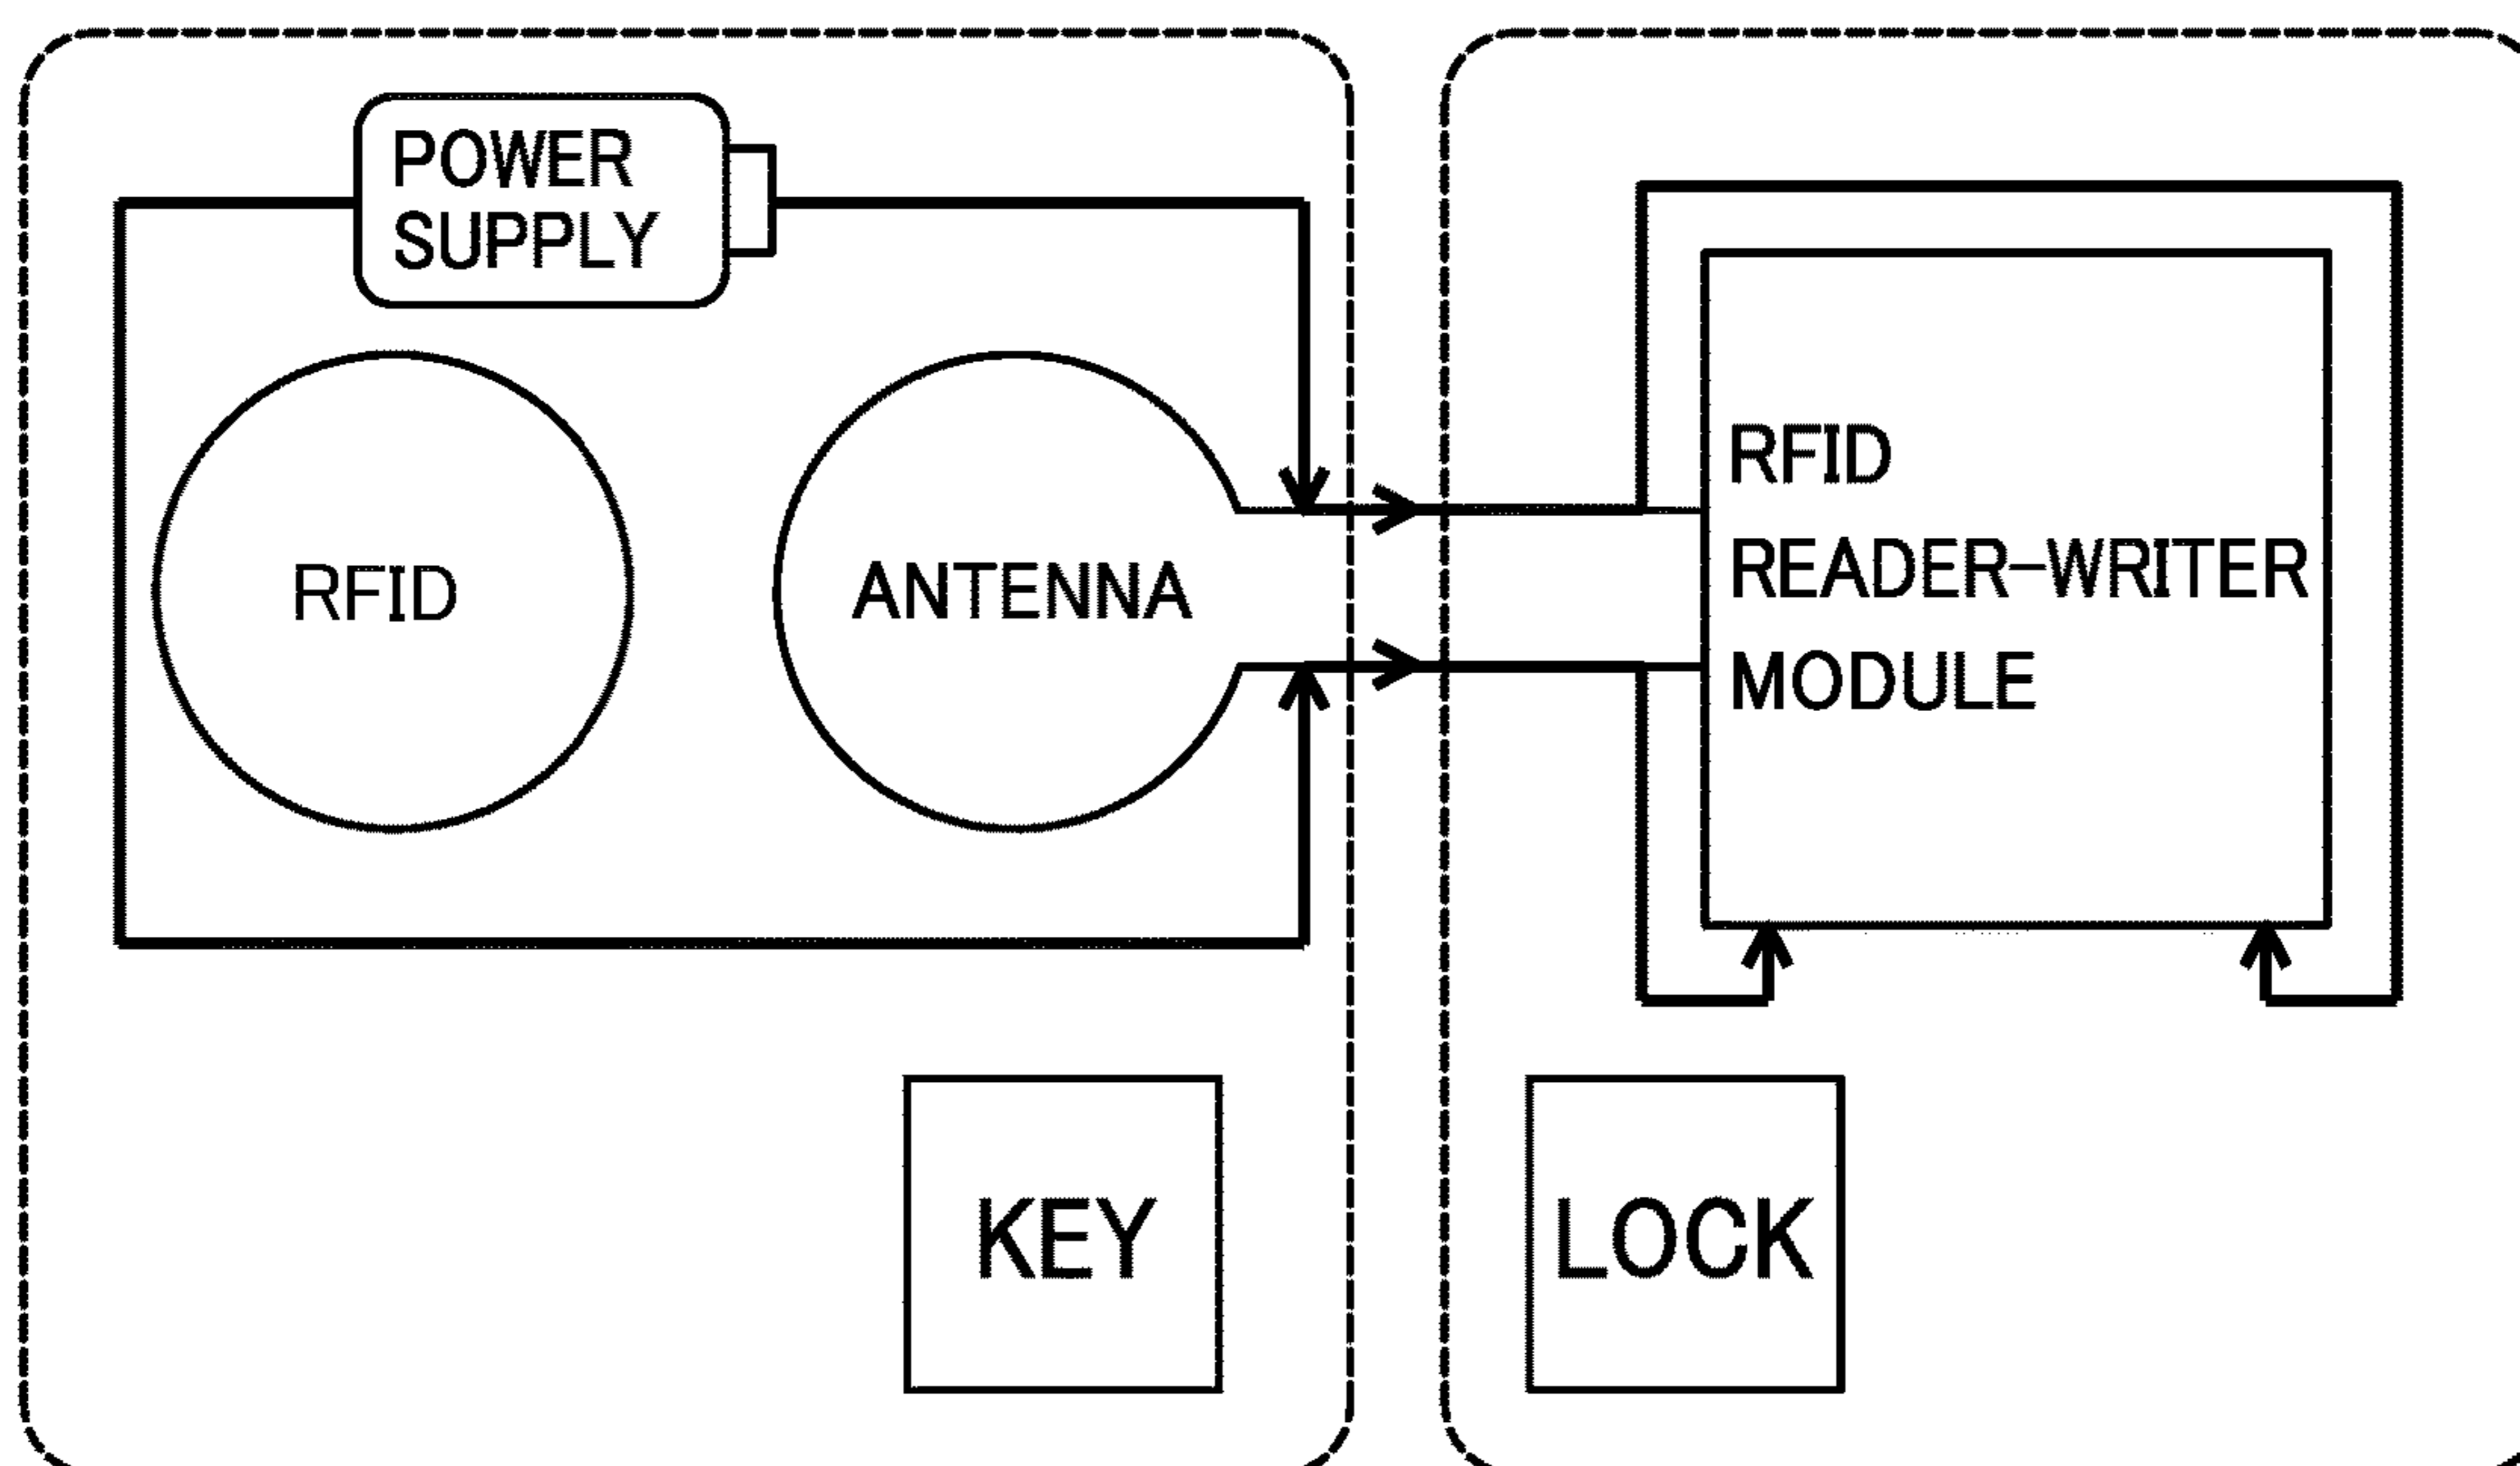 POWER
SUPPLY
RFID
ANTENNA
RFID
READER-WRITER
MODULE
KEY
LOCK